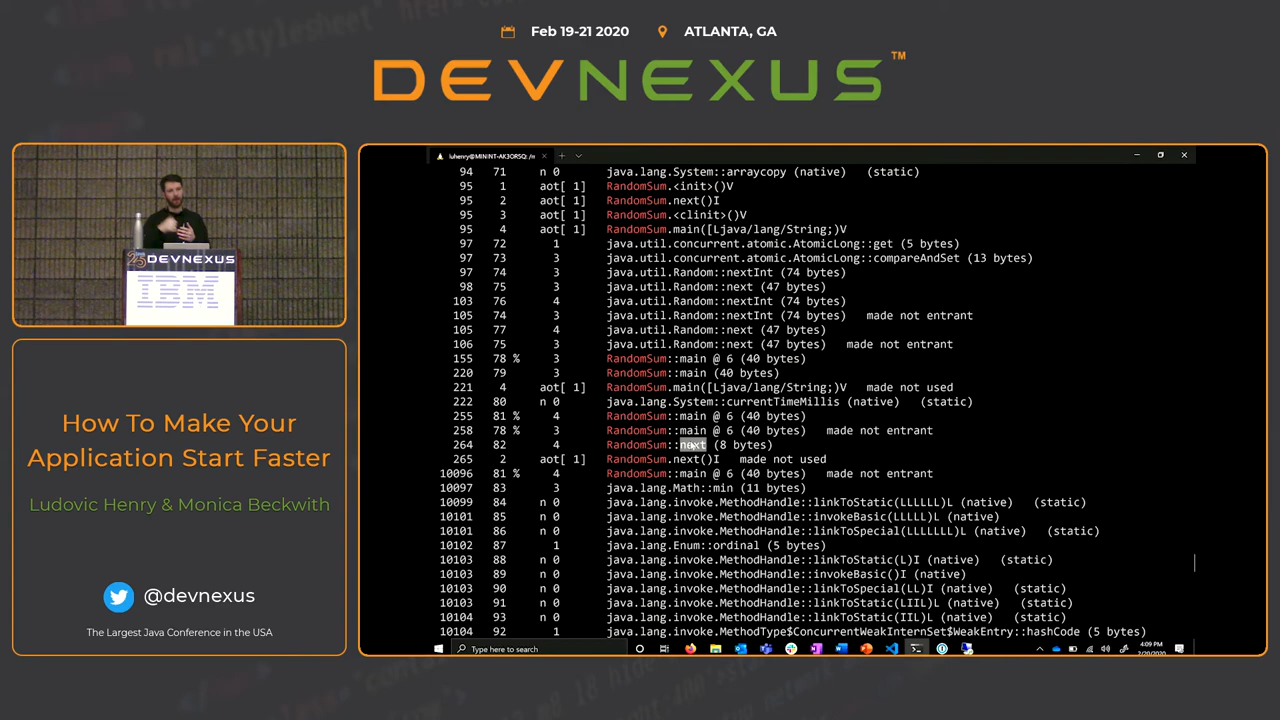 Feb 19-21 2020 ATLANTA, GA
DEVNEXUS™
25 DEVNEXUS
How To Make Your
Application Start Faster
Ludovic Henry & Monica Beckwith
@devnexus
The Largest Java Conference in the USA
luhenry@MININT-AK3OR5Q: /m
94 71 n 0 java.lang.System::arraycopy (native) (static)
95 1 aot[ 1] RandomSum.<init>()V
95 2 aot[ 1] RandomSum.next()I
95 3 aot[ 1] RandomSum.<clinit>()V
95 4 aot[ 1] RandomSum.main([Ljava/lang/String;)V
97 72 1 java.util.concurrent.atomic.AtomicLong::get (5 bytes)
97 73 3 java.util.concurrent.atomic.AtomicLong::compareAndSet (13 bytes)
97 74 3 java.util.Random::nextInt (74 bytes)
98 75 3 java.util.Random::next (47 bytes)
103 76 4 java.util.Random::nextInt (74 bytes)
105 74 3 java.util.Random::nextInt (74 bytes) made not entrant
105 77 4 java.util.Random::next (47 bytes)
106 75 3 java.util.Random::next (47 bytes) made not entrant
155 78 % 3 RandomSum::main @ 6 (40 bytes)
220 79 3 RandomSum::main (40 bytes)
221 4 aot[ 1] RandomSum.main([Ljava/lang/String;)V made not used
222 80 n 0 java.lang.System::currentTimeMillis (native) (static)
255 81 % 4 RandomSum::main @ 6 (40 bytes)
258 78 % 3 RandomSum::main @ 6 (40 bytes) made not entrant
264 82 4 RandomSum::next (8 bytes)
265 2 aot[ 1] RandomSum.next()I made not used
10096 81 % 4 RandomSum::main @ 6 (40 bytes) made not entrant
10097 83 3 java.lang.Math::min (11 bytes)
10099 84 n 0 java.lang.invoke.MethodHandle::linkToStatic(LLLLLL)L (native) (static)
10101 85 n 0 java.lang.invoke.MethodHandle::invokeBasic(LLLLL)L (native)
10101 86 n 0 java.lang.invoke.MethodHandle::linkToSpecial(LLLLLLL)L (native) (static)
10102 87 1 java.lang.Enum::ordinal (5 bytes)
10103 88 n 0 java.lang.invoke.MethodHandle::linkToStatic(L)I (native) (static)
10103 89 n 0 java.lang.invoke.MethodHandle::invokeBasic()I (native)
10103 90 n 0 java.lang.invoke.MethodHandle::linkToSpecial(LL)I (native) (static)
10103 91 n 0 java.lang.invoke.MethodHandle::linkToStatic(LIIL)L (native) (static)
10104 93 n 0 java.lang.invoke.MethodHandle::linkToStatic(IIL)L (native) (static)
10104 92 1 java.lang.invoke.MethodType$ConcurrentWeakInternSet$WeakEntry::hashCode (5 bytes)
Type here to search
4:09 PM
2/20/2020